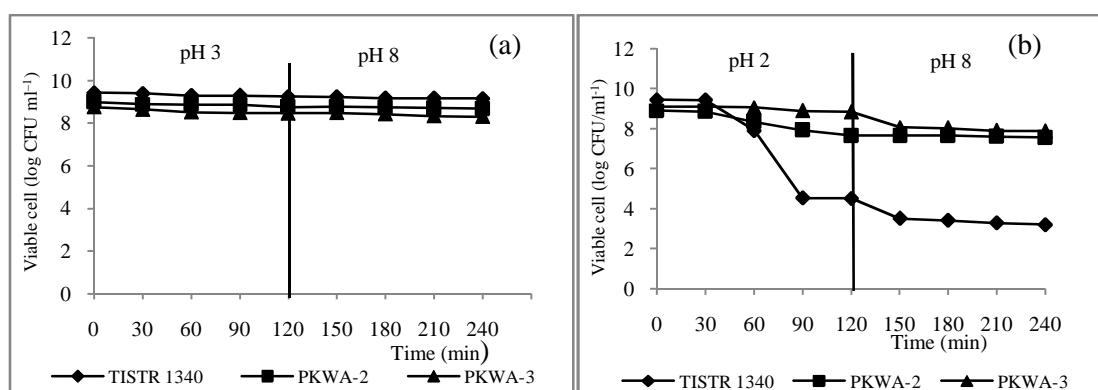 (a)
pH 3
pH 8
Viable cell (log CFU ml⁻¹)
12
10
8
6
4
2
0
0 30 60 90 120 150 180 210 240
Time (min)
TISTR 1340 PKWA-2 PKWA-3
(b)
pH 2
pH 8
Viable cell (log CFU/ml⁻¹)
12
10
8
6
4
2
0
0 30 60 90 120 150 180 210 240
Time (min)
TISTR 1340 PKWA-2 PKWA-3